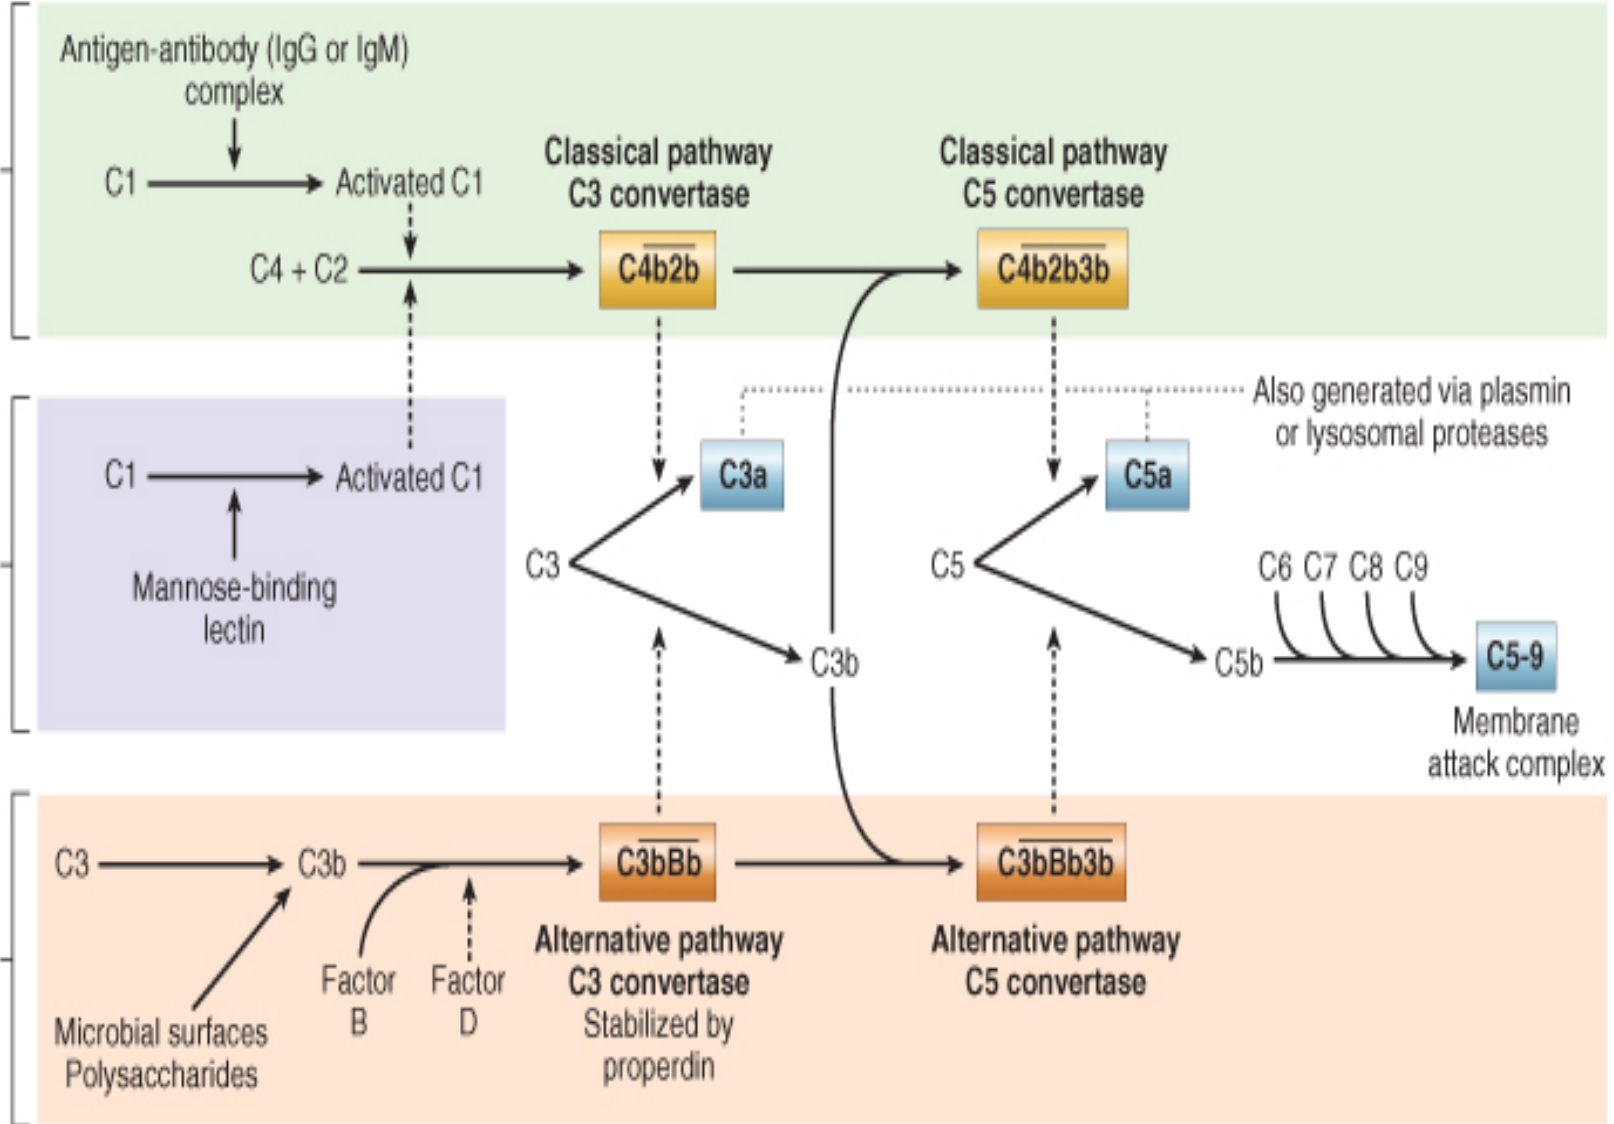 Antigen-antibody (IgG or IgM)
complex
C1
Activated C1
Classical pathway
C3 convertase
Classical pathway
C5 convertase
C4 + C2
C4b2b
C4b2b3b
Also generated via plasmin
or lysosomal proteases
C1
Activated C1
C3a
C5a
Mannose-binding
lectin
C3
C5
C6 C7 C8 C9
C3b
C5b
C5-9
Membrane
attack complex
C3
C3b
C3bBb
C3bBb3b
Factor
B
Factor
D
Alternative pathway
C3 convertase
Stabilized by
properdin
Alternative pathway
C5 convertase
Microbial surfaces
Polysaccharides